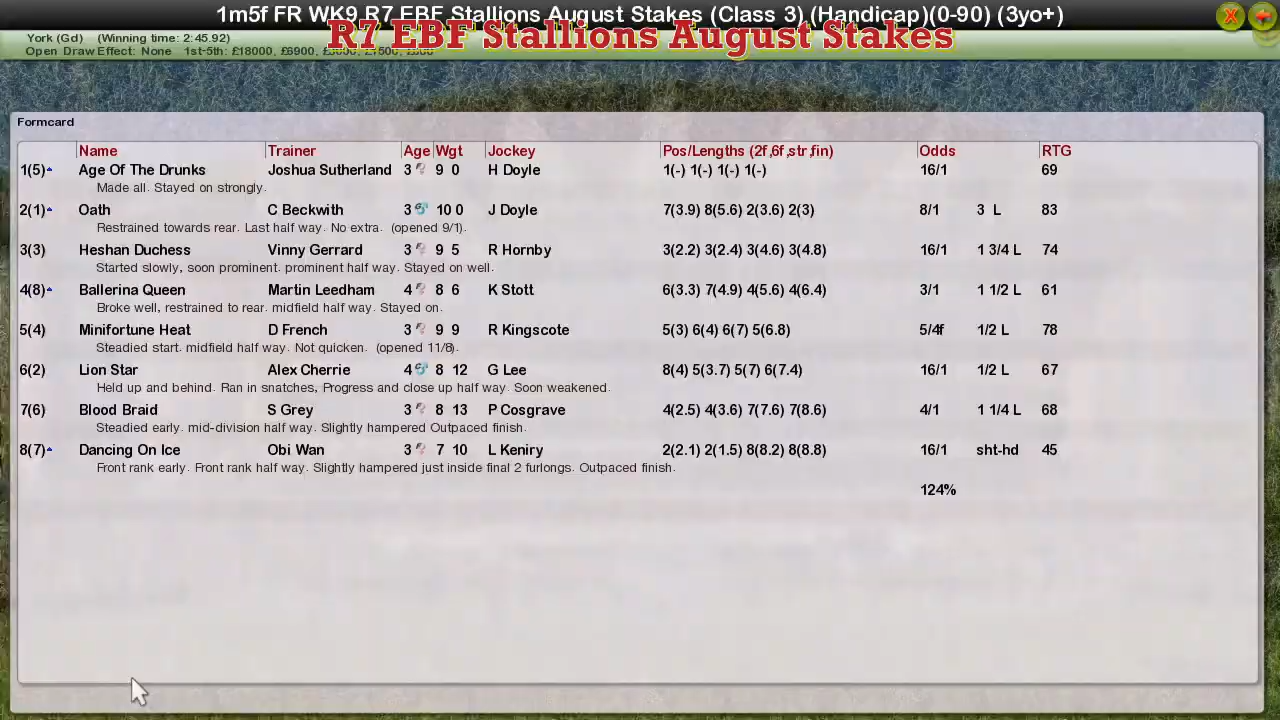 1m5f FR WK9 R7 EBF Stallions August Stakes (Class 3) (Handicap)(0-90) (3yo+)
R7 EBF Stallions August Stakes
York (Gd) (Winning time: 2:45.92)
Open Draw Effect: None 1st-5th: £18000, £6900,
Formcard
Name Trainer Age Wgt Jockey Pos/Lengths (2f,6f,str,fin) Odds RTG
1(5) Age Of The Drunks Joshua Sutherland 3 9 0 H Doyle 1(-) 1(-) 1(-) 1(-) 16/1 69
Made all. Stayed on strongly.
2(1) Oath C Beckwith 3 10 0 J Doyle 7(3.9) 8(5.6) 2(3.6) 2(3) 8/1 3 L 83
Restrained towards rear. Last half way. No extra. (opened 9/1).
3(3) Heshan Duchess Vinny Gerrard 3 9 5 R Hornby 3(2.2) 3(2.4) 3(4.6) 3(4.8) 16/1 1 3/4 L 74
Started slowly, soon prominent. prominent half way. Stayed on well.
4(8) Ballerina Queen Martin Leedham 4 8 6 K Stott 6(3.3) 7(4.9) 4(5.6) 4(6.4) 3/1 1 1/2 L 61
Broke well, restrained to rear. midfield half way. Stayed on.
5(4) Minifortune Heat D French 3 9 9 R Kingscote 5(3) 6(4) 6(7) 5(6.8) 5/4f 1/2 L 78
Steadied start. midfield half way. Not quicken. (opened 11/8).
6(2) Lion Star Alex Cherrie 4 8 12 G Lee 8(4) 5(3.7) 5(7) 6(7.4) 16/1 1/2 L 67
Held up and behind. Ran in snatches, Progress and close up half way. Soon weakened.
7(6) Blood Braid S Grey 3 8 13 P Cosgrave 4(2.5) 4(3.6) 7(7.6) 7(8.6) 4/1 1 1/4 L 68
Steadied early. mid-division half way. Slightly hampered Outpaced finish.
8(7) Dancing On Ice Obi Wan 3 7 10 L Keniry 2(2.1) 2(1.5) 8(8.2) 8(8.8) 16/1 sht-hd 45
Front rank early. Front rank half way. Slightly hampered just inside final 2 furlongs. Outpaced finish.
124%